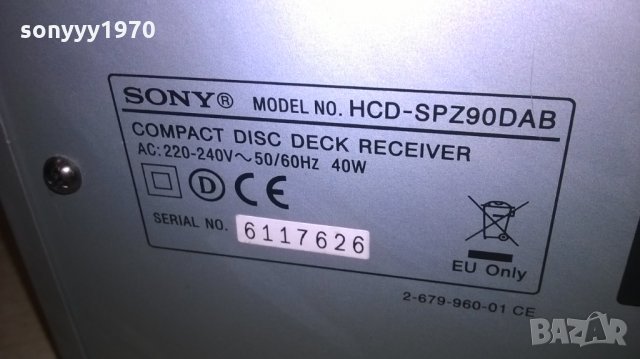 sonyyy1970
SONY® MODEL NO. HCD-SPZ90DAB
COMPACT DISC DECK RECEIVER
AC: 220-240V~50/60Hz 40W
D CE
SERIAL NO. 6117626
EU Only
2-679-960-01 CE
BAZAR